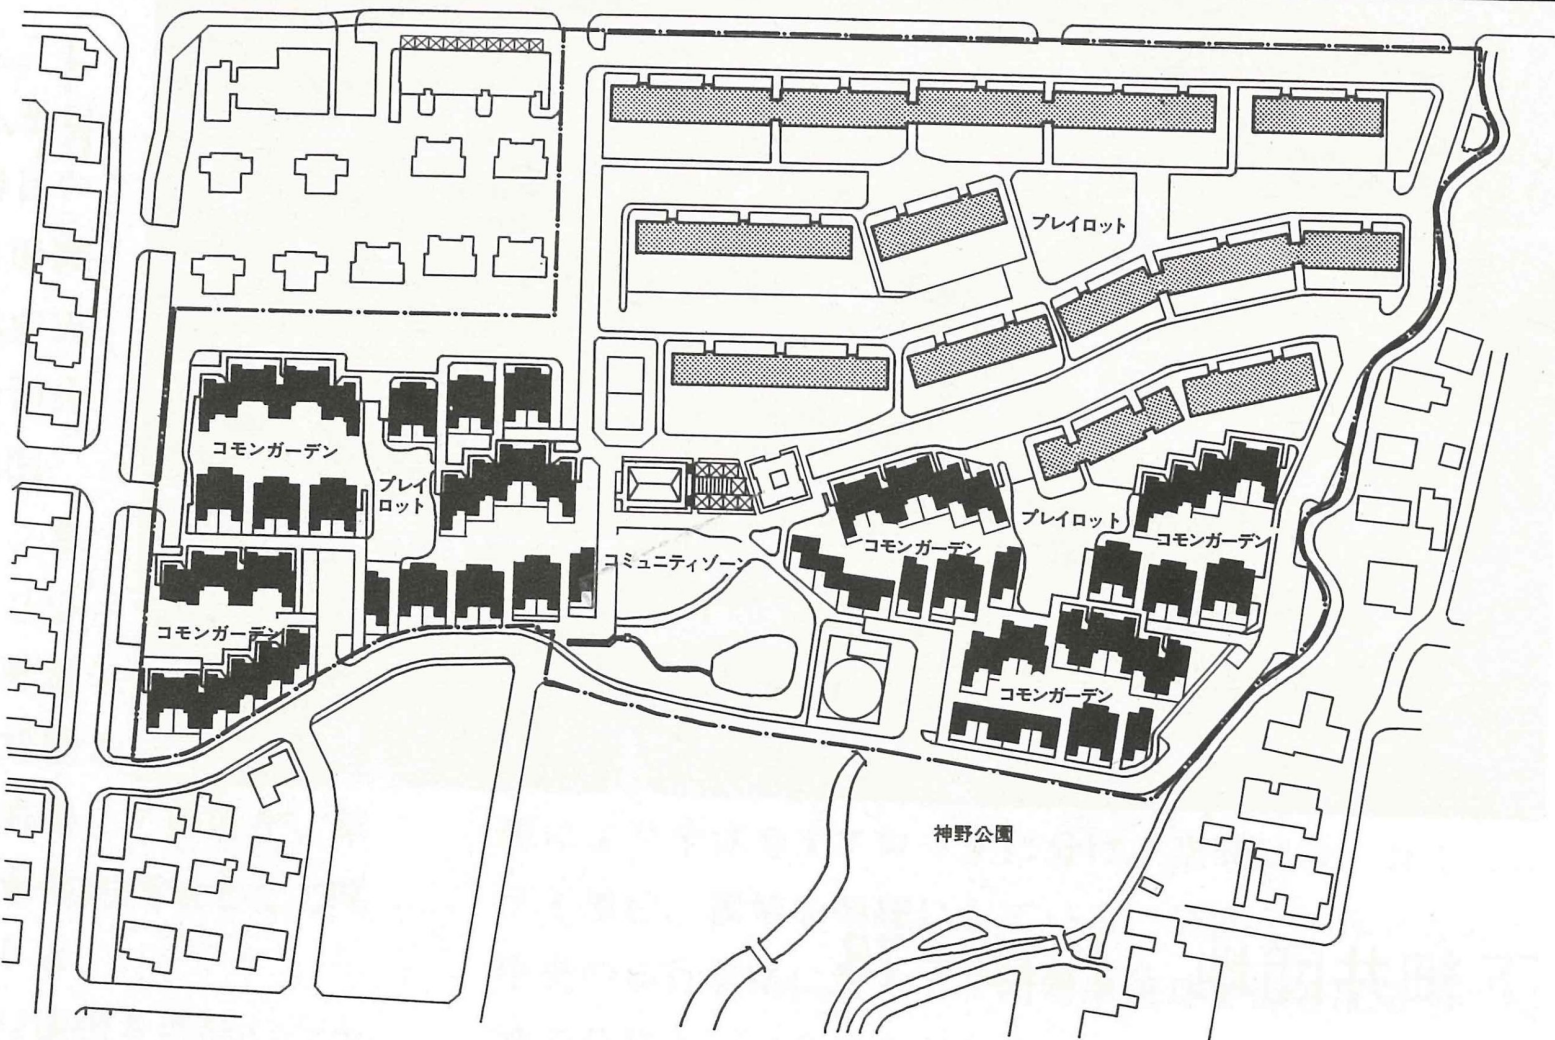 プレイロット
コモンガーデン
プレイ
ロット
プレイロット
コモンガーデン
コモンガーデン
コミュニティゾーン
コモンガーデン
コモンガーデン
神野公園